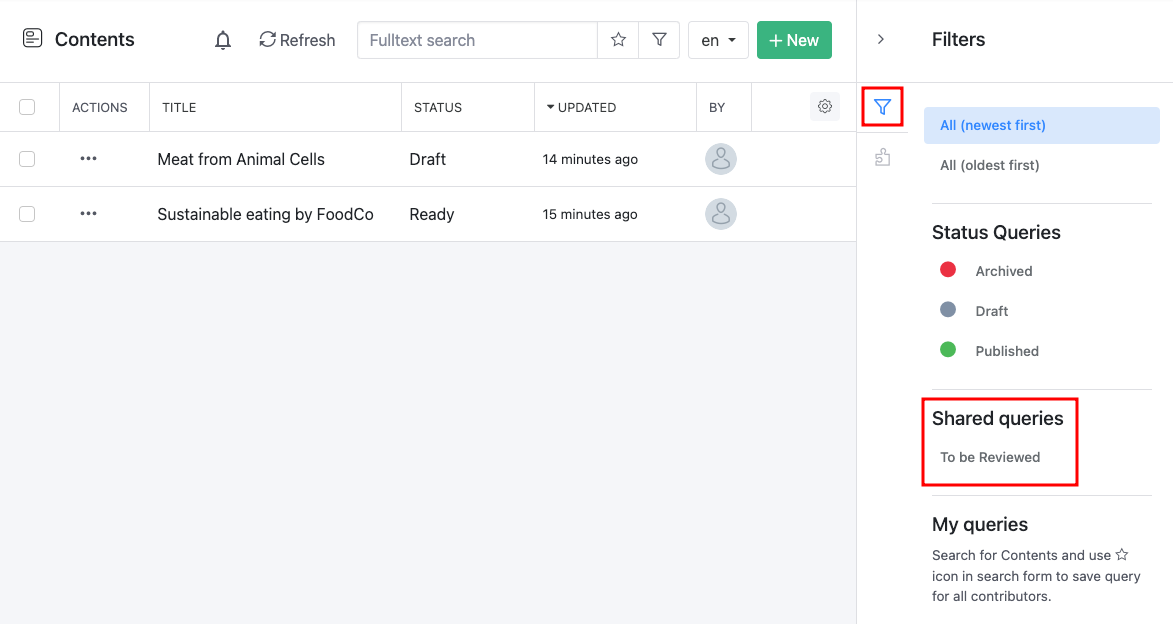 Contents
Refresh
Fulltext search
en
+ New
Filters
ACTIONS
TITLE
STATUS
UPDATED
BY
Meat from Animal Cells
Draft
14 minutes ago
Sustainable eating by FoodCo
Ready
15 minutes ago
All (newest first)
All (oldest first)
Status Queries
Archived
Draft
Published
Shared queries
To be Reviewed
My queries
Search for Contents and use
icon in search form to save query
for all contributors.